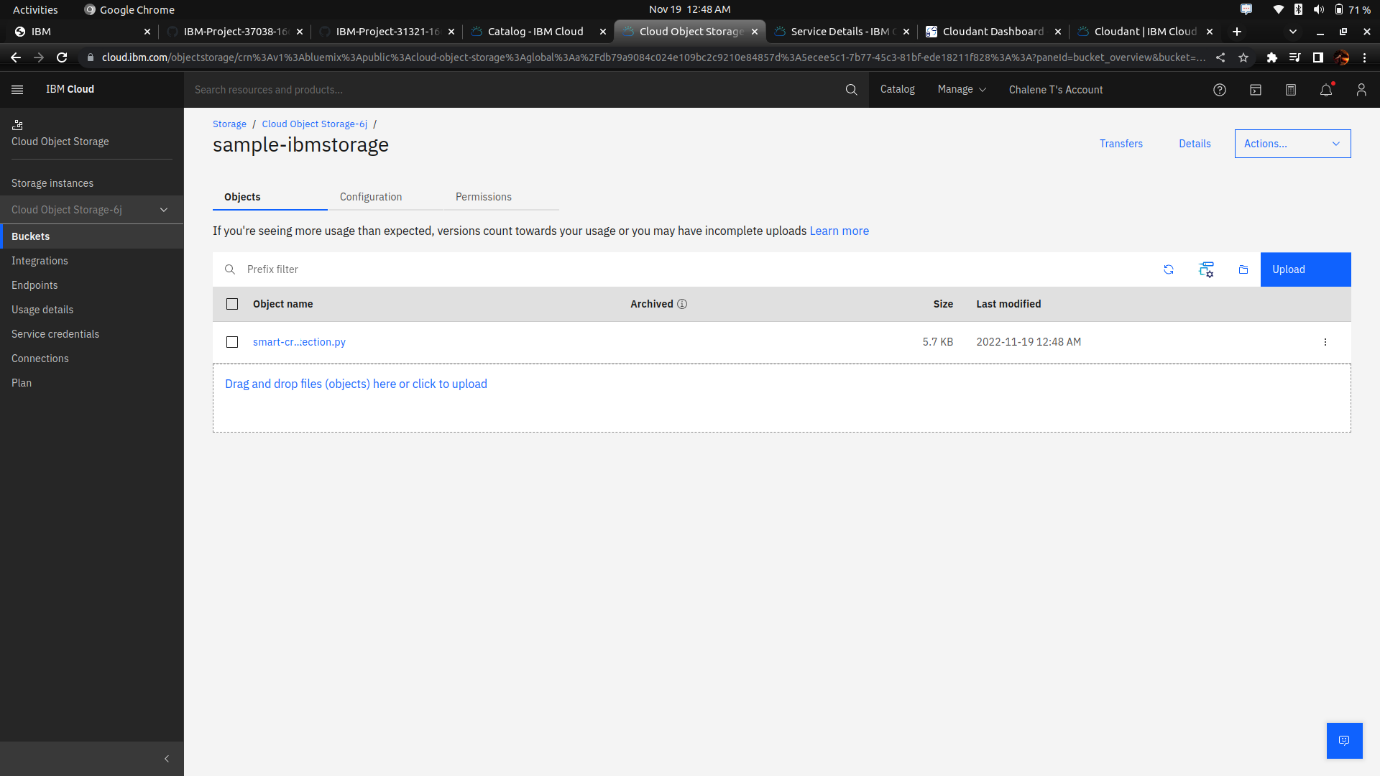 Activities Google Chrome Nov 19 12:48 AM 71 %
IBM IBM-Project-37038-16 IBM-Project-31321-16 Catalog - IBM Cloud Cloud Object Storage Service Details - IBM C Cloudant Dashboard Cloudant | IBM Cloud
cloud.ibm.com/objectstorage/crn%3Av1%3Abluemix%3Apublic%3Acloud-object-storage%3Aglobal%3Aa%2Fdb79a9084c024e109bc2c9210e84857d%3A5ecee5c1-7b77-45c3-81bf-ede18211f828%3A%3A?paneId=bucket_overview&bucket=...
IBM Cloud Search resources and products... Catalog Manage Chalene T's Account
Cloud Object Storage
Storage instances
Cloud Object Storage-6j
Buckets
Integrations
Endpoints
Usage details
Service credentials
Connections
Plan
Storage / Cloud Object Storage-6j /
sample-ibmstorage
Transfers Details Actions...
Objects Configuration Permissions
If you're seeing more usage than expected, versions count towards your usage or you may have incomplete uploads Learn more
Prefix filter Upload
Object name Archived Size Last modified
smart-cr...ection.py 5.7 KB 2022-11-19 12:48 AM
Drag and drop files (objects) here or click to upload